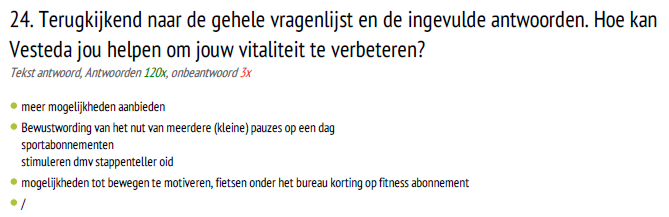 24. Terugkijkend naar de gehele vragenlijst en de ingevulde antwoorden. Hoe kan
Vesteda jou helpen om jouw vitaliteit te verbeteren?
Tekst antwoord, Antwoorden 120x, onbeantwoord 3x
meer mogelijkheden aanbieden
Bewustwording van het nut van meerdere (kleine) pauzes op een dag
sportabonnementen
stimuleren dmv stappenteller oid
mogelijkheden tot bewegen te motiveren, fietsen onder het bureau korting op fitness abonnement
/